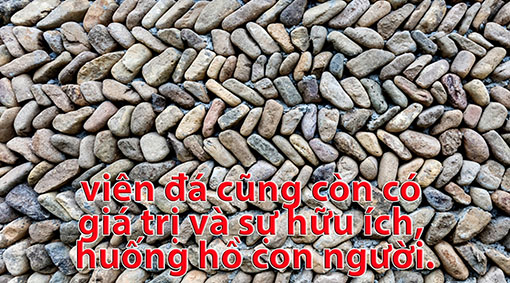 viên đá cũng còn có
giá trị và sự hữu ích,
huống hồ con người.